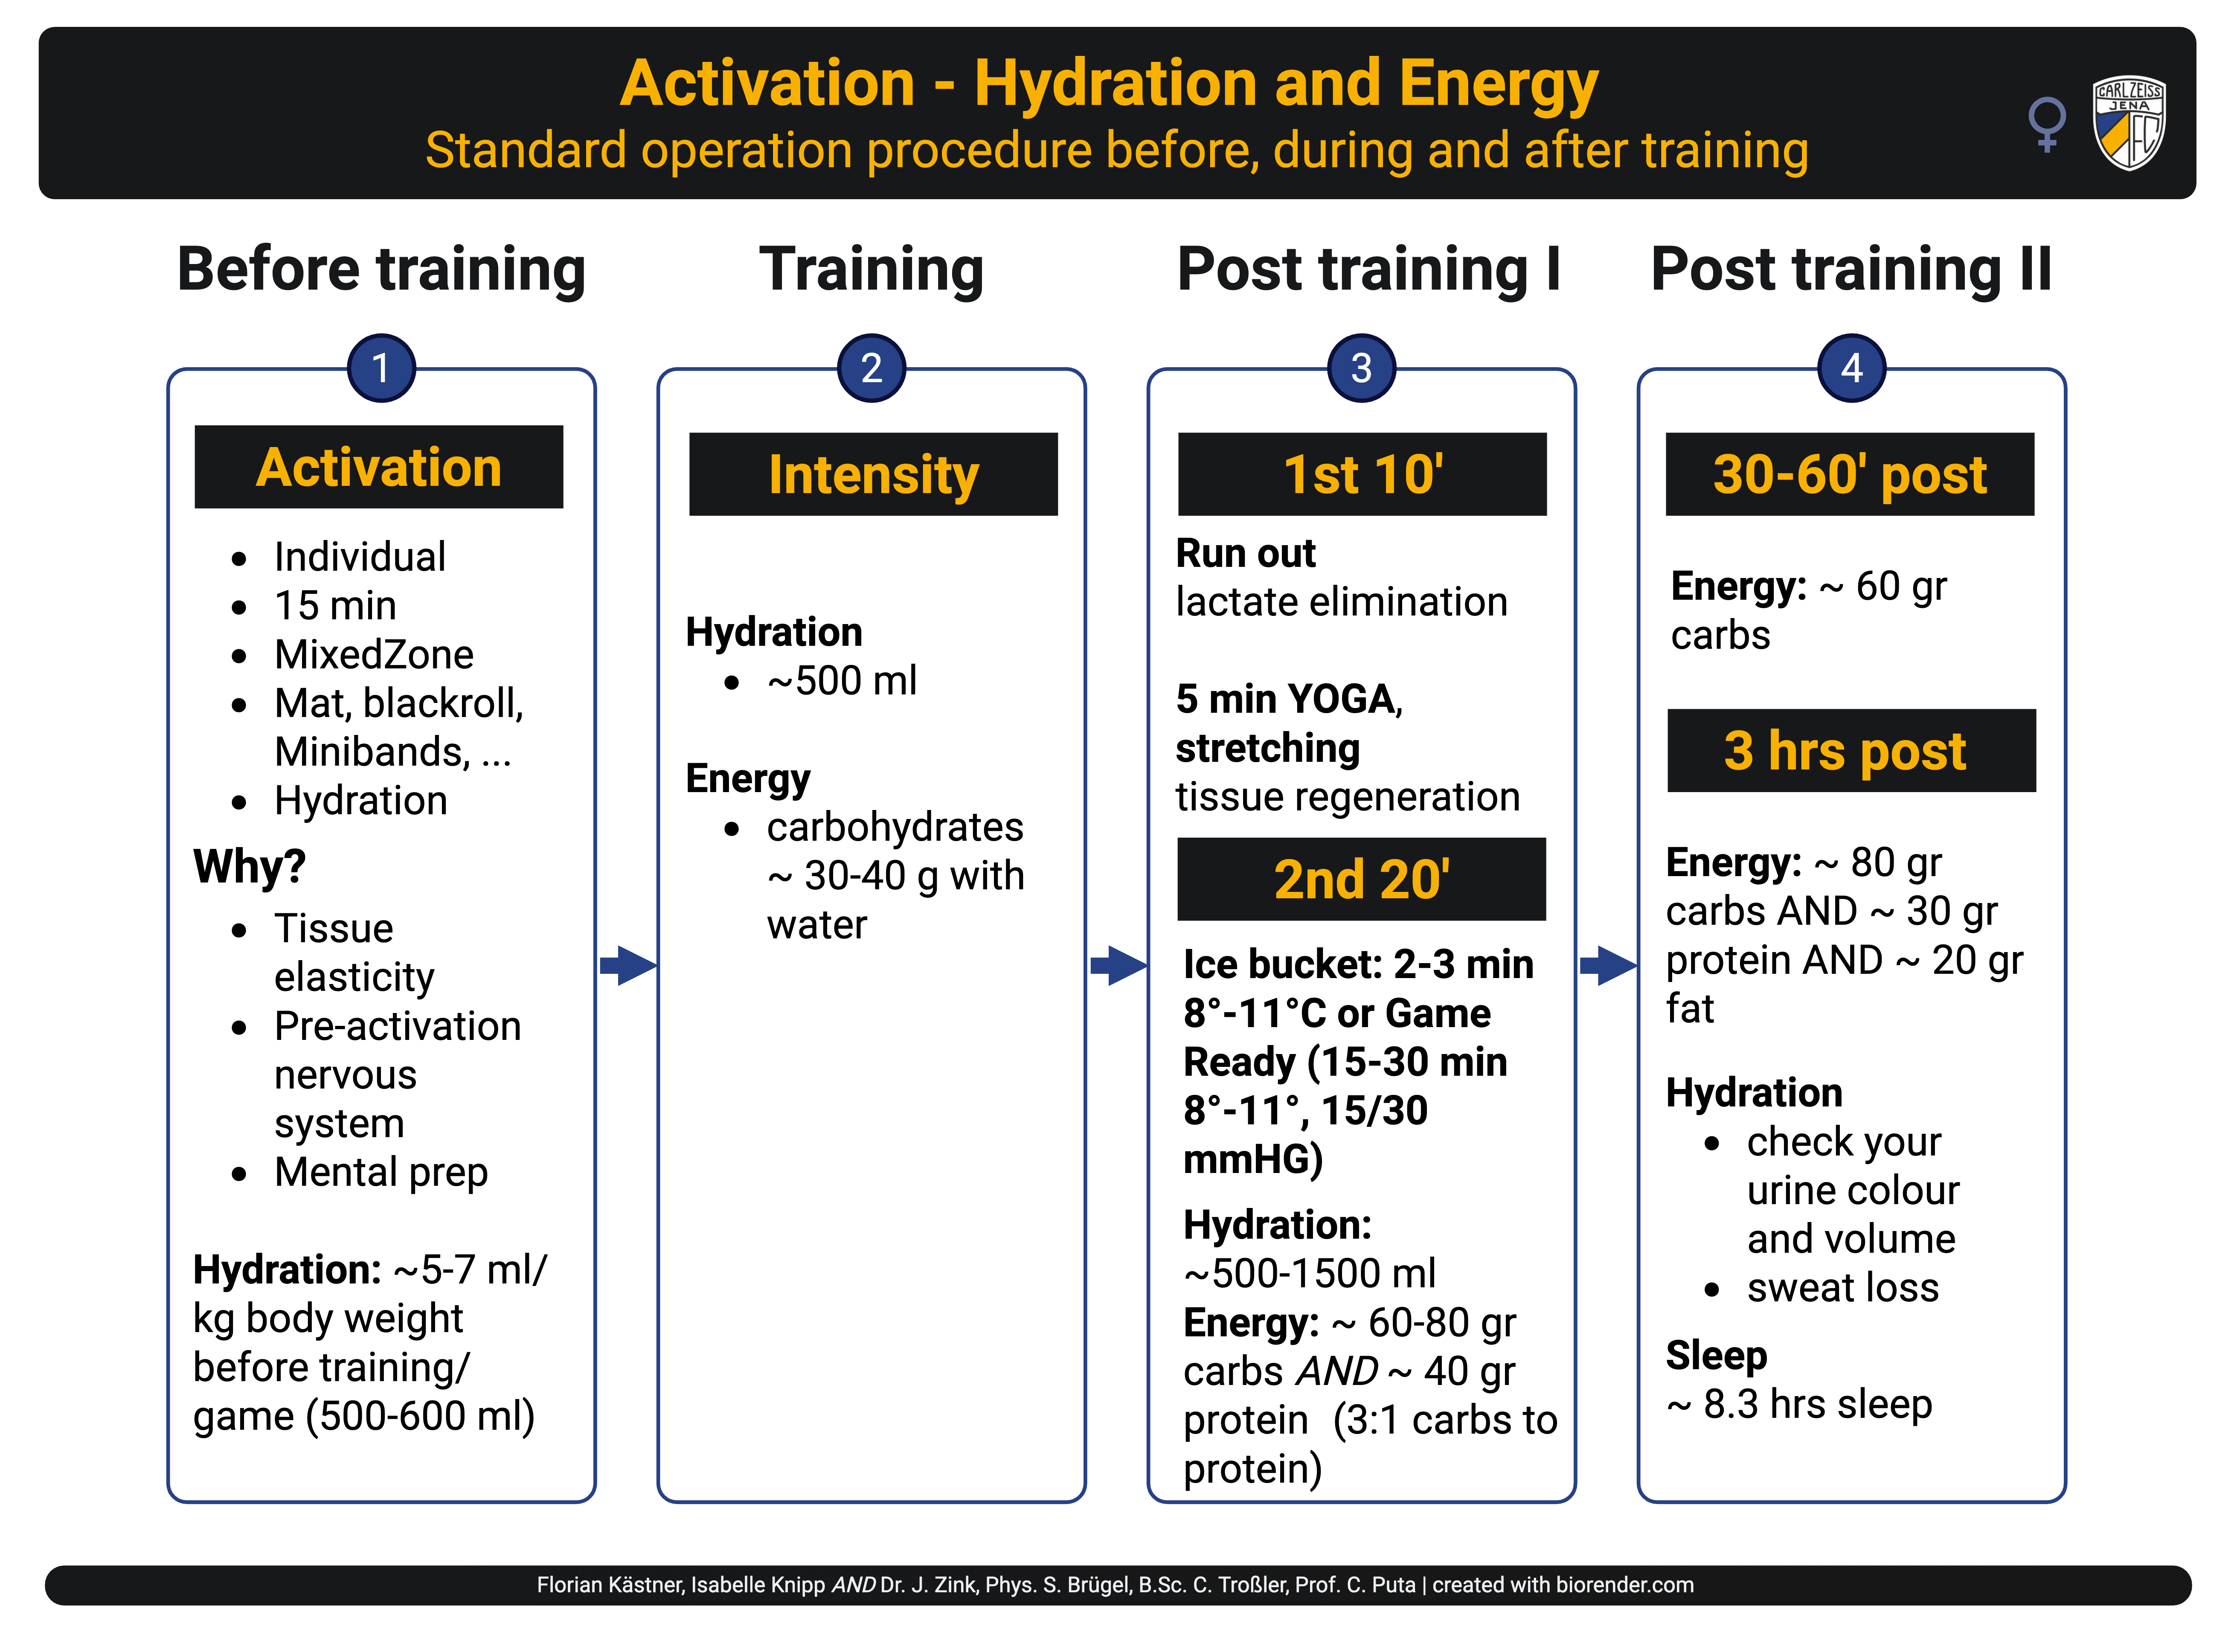 Activation - Hydration and Energy
Standard operation procedure before, during and after training
CARL ZEISS
JENA
FC
Before training
1
Activation
• Individual
• 15 min
• MixedZone
• Mat, blackroll,
Minibands, ...
• Hydration
Why?
• Tissue
elasticity
• Pre-activation
nervous
system
• Mental prep
Hydration: ~5-7 ml/
kg body weight
before training/
game (500-600 ml)
Training
2
Intensity
Hydration
• ~500 ml
Energy
• carbohydrates
~ 30-40 g with
water
Post training I
3
1st 10'
Run out
lactate elimination
5 min YOGA,
stretching
tissue regeneration
2nd 20'
Ice bucket: 2-3 min
8°-11°C or Game
Ready (15-30 min
8°-11°, 15/30
mmHG)
Hydration:
~500-1500 ml
Energy: ~ 60-80 gr
carbs AND ~ 40 gr
protein (3:1 carbs to
protein)
Post training II
4
30-60' post
Energy: ~ 60 gr
carbs
3 hrs post
Energy: ~ 80 gr
carbs AND ~ 30 gr
protein AND ~ 20 gr
fat
Hydration
• check your
urine colour
and volume
• sweat loss
Sleep
~ 8.3 hrs sleep
Florian Kästner, Isabelle Knipp AND Dr. J. Zink, Phys. S. Brügel, B.Sc. C. Troßler, Prof. C. Puta | created with biorender.com